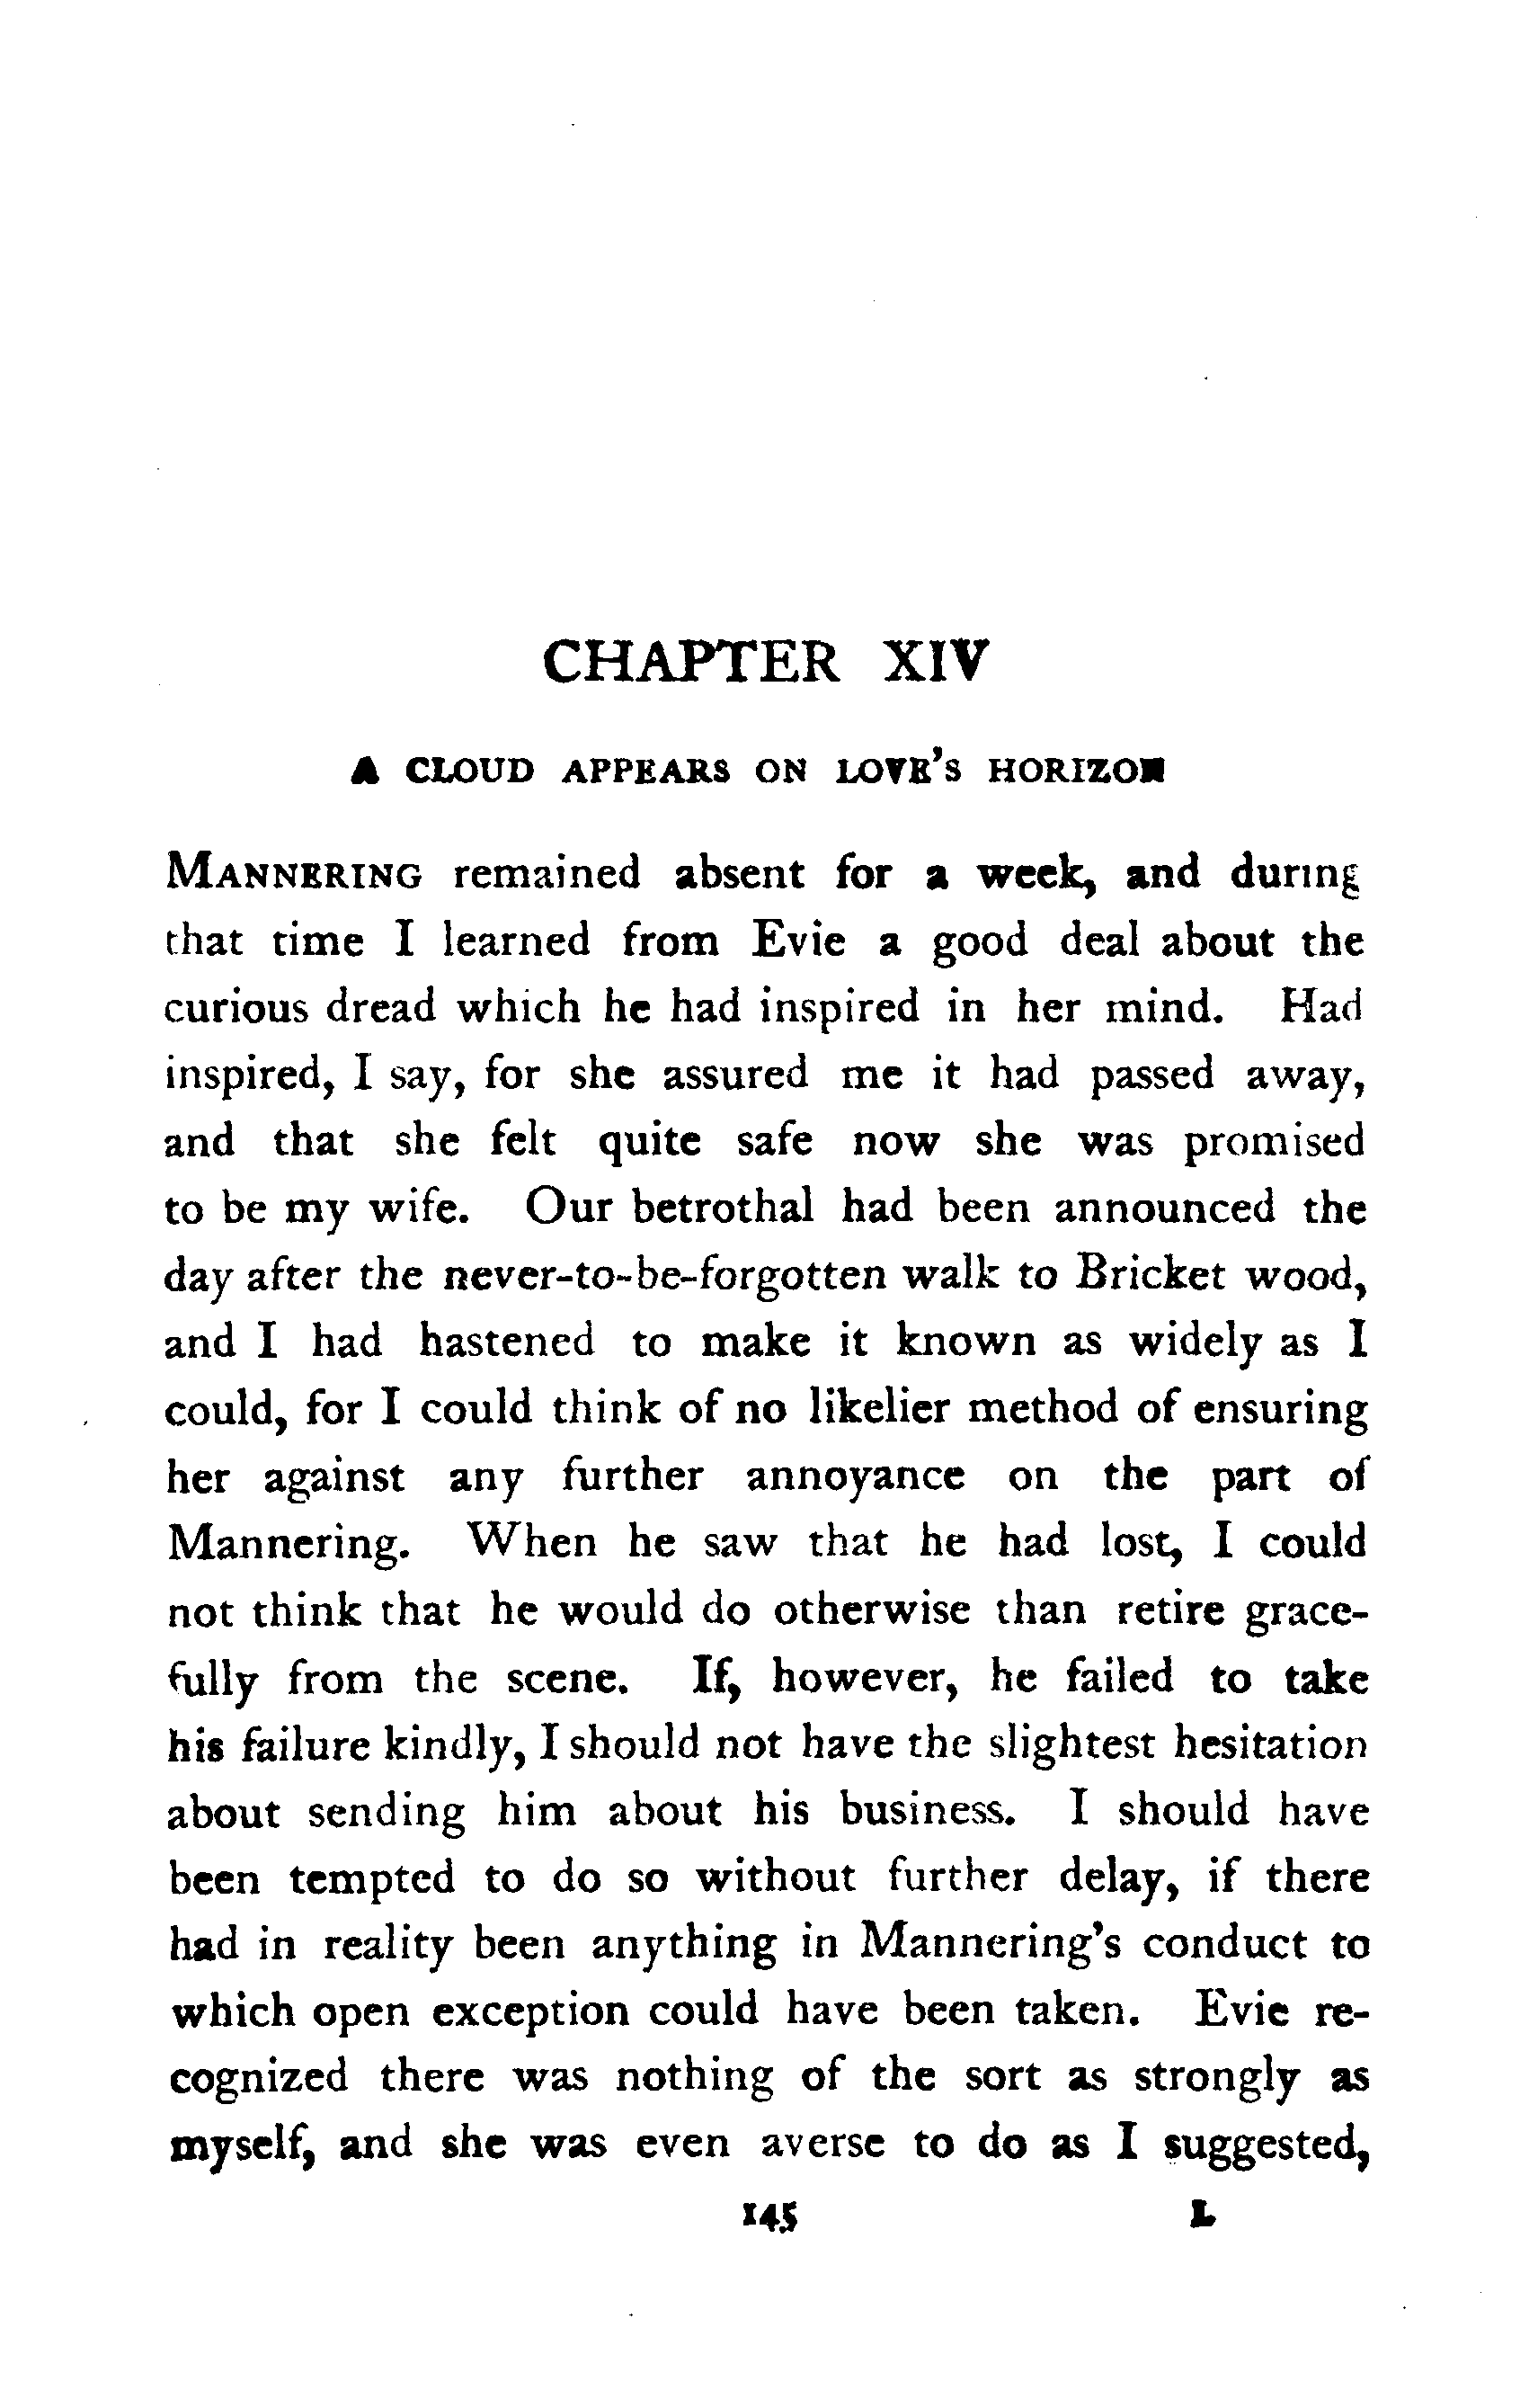 CHAPTER XIV
A CLOUD APPEARS ON LOVE'S HORIZON
MANNERING remained absent for a week, and during
that time I learned from Evie a good deal about the
curious dread which he had inspired in her mind. Had
inspired, I say, for she assured me it had passed away,
and that she felt quite safe now she was promised
to be my wife. Our betrothal had been announced the
day after the never-to-be-forgotten walk to Bricket wood,
and I had hastened to make it known as widely as I
could, for I could think of no likelier method of ensuring
her against any further annoyance on the part of
Mannering. When he saw that he had lost, I could
not think that he would do otherwise than retire grace-
fully from the scene. If, however, he failed to take
his failure kindly, I should not have the slightest hesitation
about sending him about his business. I should have
been tempted to do so without further delay, if there
had in reality been anything in Mannering's conduct to
which open exception could have been taken. Evie re-
cognized there was nothing of the sort as strongly as
myself, and she was even averse to do as I suggested,
145 L